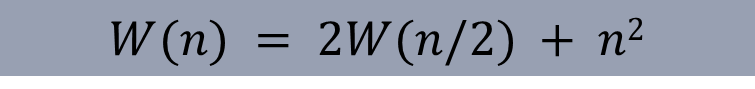 W(n) = 2W(n/2) + n²